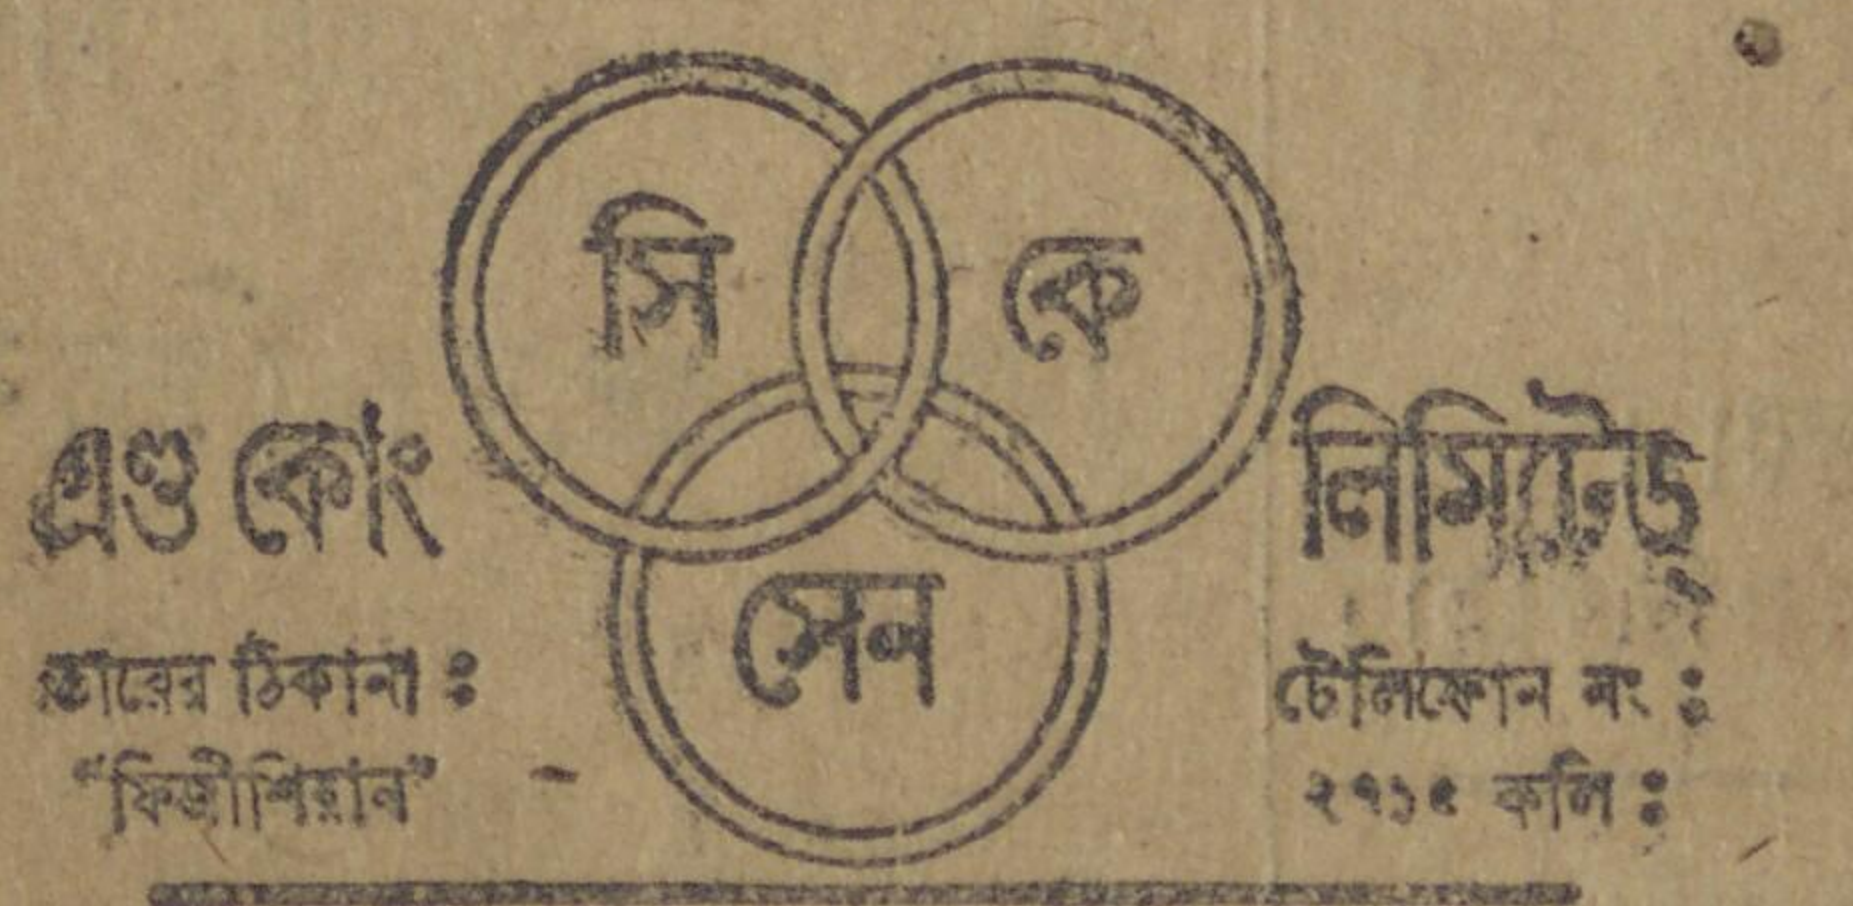 সি কে
এণ্ড কোং লিমিটেড্
সেন
তারের ঠিকানা : টেলিফোন নং :
“ফিজীশিয়ান” ২৭১৫ কলি :